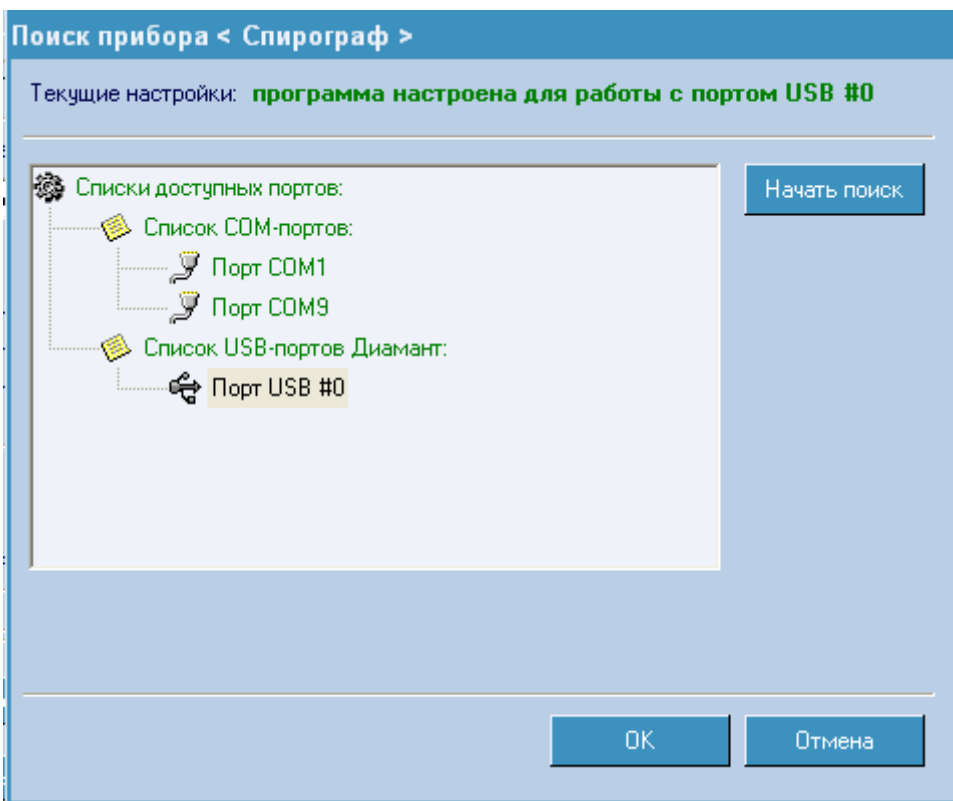 Поиск прибора < Спирограф >
Текущие настройки: программа настроена для работы с портом USB #0
Списки доступных портов:
Начать поиск
Список COM-портов:
Порт COM1
Порт COM9
Список USB-портов Диамант:
Порт USB #0
OK
Отмена